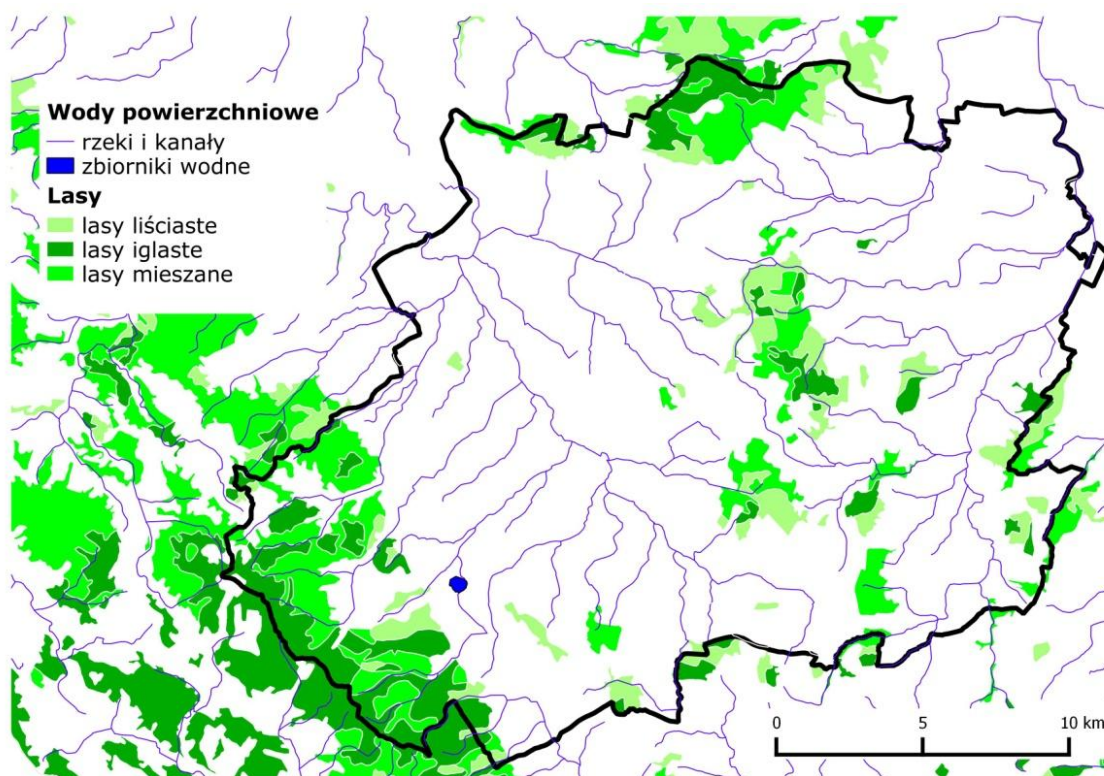 Wody powierzchniowe
rzeki i kanały
zbiorniki wodne
Lasy
lasy liściaste
lasy iglaste
lasy mieszane
0 5 10 km